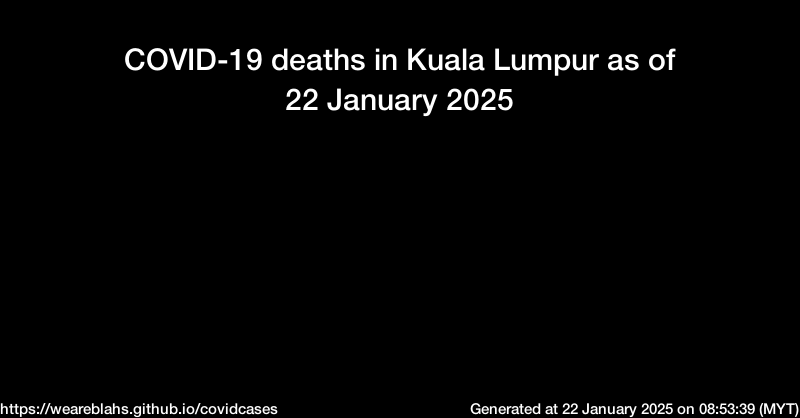 COVID-19 deaths in Kuala Lumpur as of
22 January 2025
https://weareblahs.github.io/covidcases
Generated at 22 January 2025 on 08:53:39 (MYT)